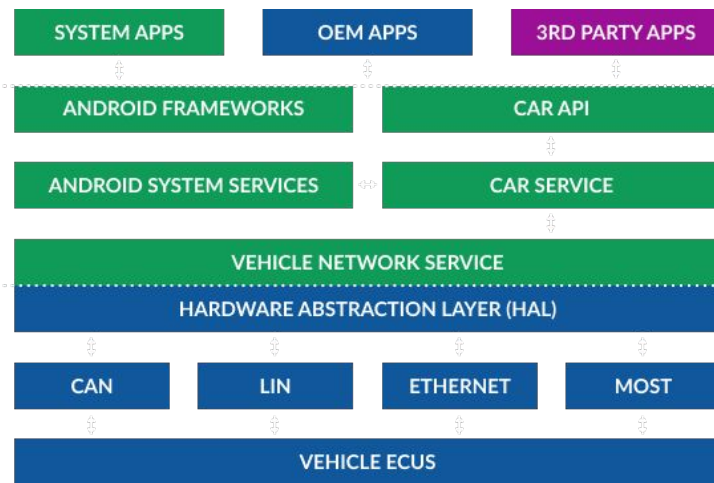 SYSTEM APPS
OEM APPS
3RD PARTY APPS
ANDROID FRAMEWORKS
CAR API
ANDROID SYSTEM SERVICES
CAR SERVICE
VEHICLE NETWORK SERVICE
HARDWARE ABSTRACTION LAYER (HAL)
CAN
LIN
ETHERNET
MOST
VEHICLE ECUS